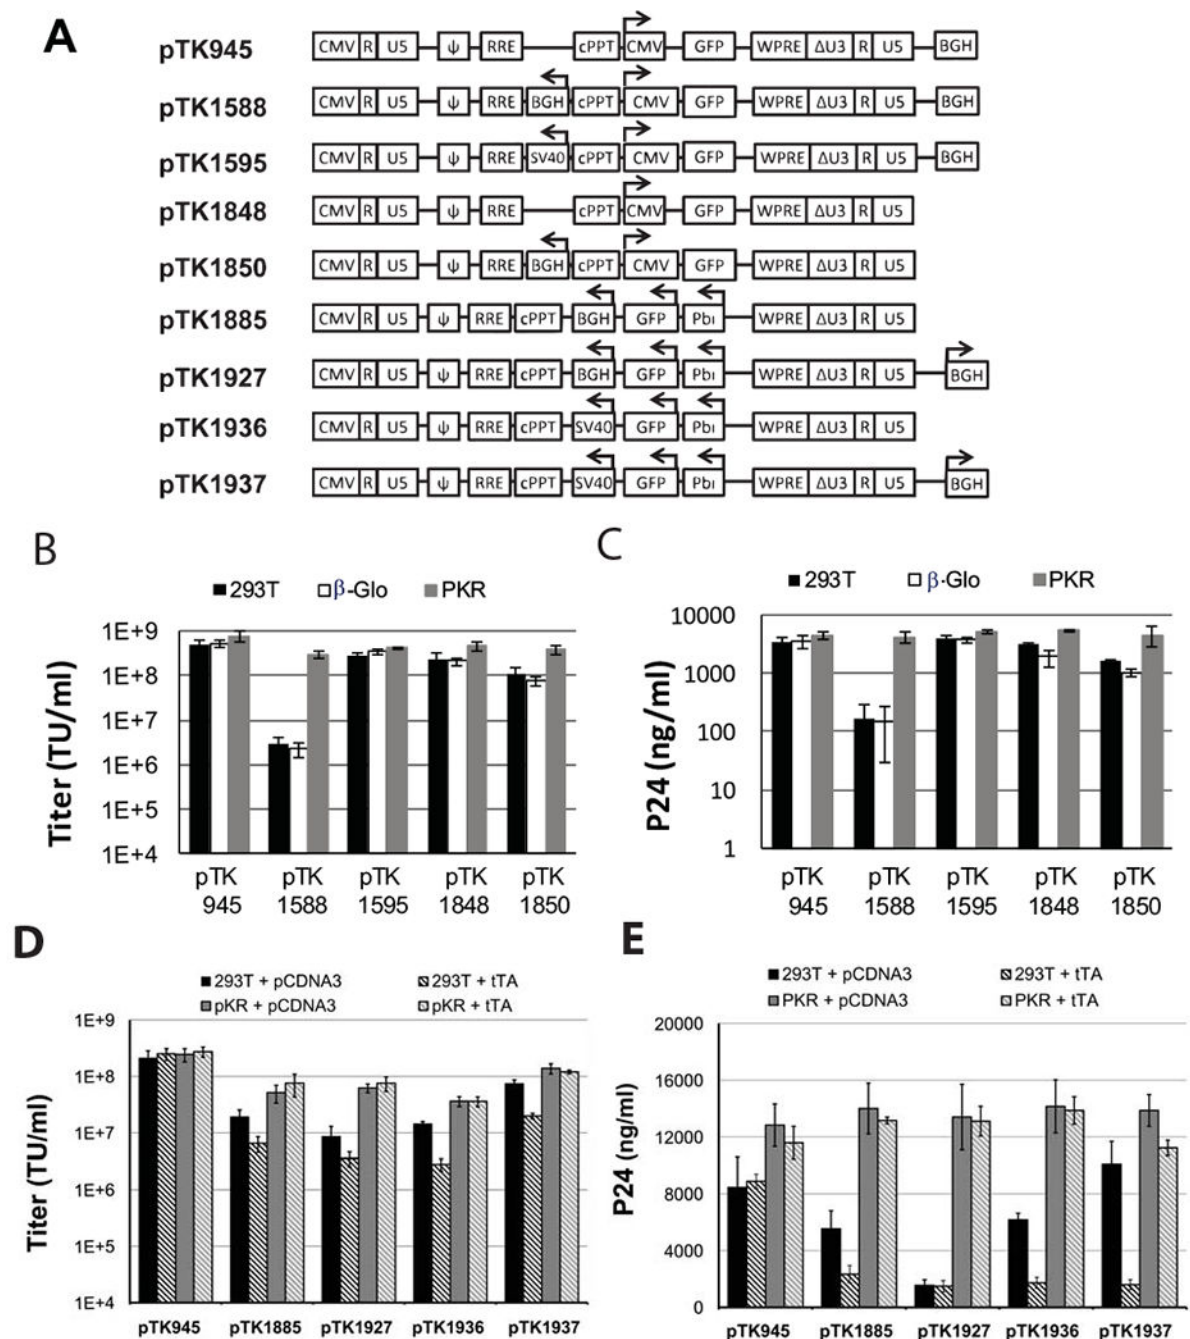 A
pTK945 CMV R U5 ψ RRE cPPT CMV GFP WPRE ΔU3 R U5 BGH
pTK1588 CMV R U5 ψ RRE BGH cPPT CMV GFP WPRE ΔU3 R U5 BGH
pTK1595 CMV R U5 ψ RRE SV40 cPPT CMV GFP WPRE ΔU3 R U5 BGH
pTK1848 CMV R U5 ψ RRE cPPT CMV GFP WPRE ΔU3 R U5
pTK1850 CMV R U5 ψ RRE BGH cPPT CMV GFP WPRE ΔU3 R U5
pTK1885 CMV R U5 ψ RRE cPPT BGH GFP Pbi WPRE ΔU3 R U5
pTK1927 CMV R U5 ψ RRE cPPT BGH GFP Pbi WPRE ΔU3 R U5 BGH
pTK1936 CMV R U5 ψ RRE cPPT SV40 GFP Pbi WPRE ΔU3 R U5
pTK1937 CMV R U5 ψ RRE cPPT SV40 GFP Pbi WPRE ΔU3 R U5 BGH
B
293T β-Glo PKR
Titer (TU/ml)
1E+9
1E+8
1E+7
1E+6
1E+5
1E+4
pTK pTK pTK pTK pTK
945 1588 1595 1848 1850
C
293T β-Glo PKR
P24 (ng/ml)
10000
1000
100
10
1
pTK pTK pTK pTK pTK
945 1588 1595 1848 1850
D
293T + pCDNA3 293T + tTA
pKR + pCDNA3 pKR + tTA
Titer (TU/ml)
1E+9
1E+8
1E+7
1E+6
1E+5
1E+4
pTK945 pTK1885 pTK1927 pTK1936 pTK1937
E
293T + pCDNA3 293T + tTA
PKR + pCDNA3 PKR + tTA
P24 (ng/ml)
20000
16000
12000
8000
4000
0
pTK945 pTK1885 pTK1927 pTK1936 pTK1937